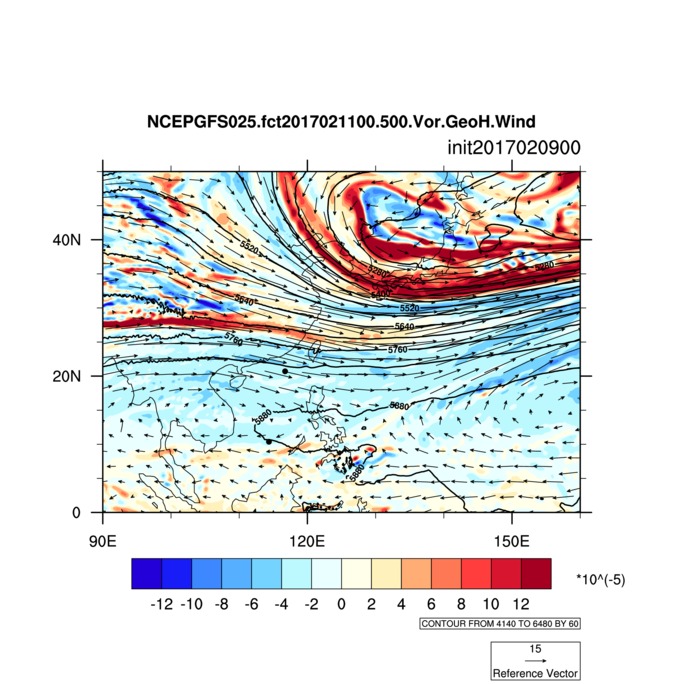 NCEPGFS025.fct2017021100.500.Vor.GeoH.Wind
init2017020900
40N
20N
0
90E
120E
150E
5520
5640
5760
5280
5400
5280
5520
5640
5760
5880
5880
5880
-12 -10 -8 -6 -4 -2 0 2 4 6 8 10 12
*10^(-5)
CONTOUR FROM 4140 TO 6480 BY 60
15
Reference Vector